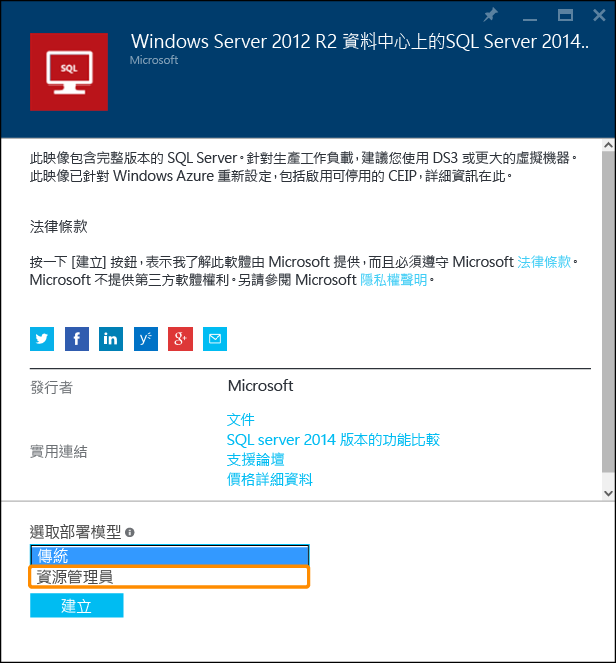 Windows Server 2012 R2 資料中心上的SQL Server 2014..
Microsoft
SQL
此映像包含完整版本的 SQL Server。針對生產工作負載，建議您使用 DS3 或更大的虛擬機器。
此映像已針對 Windows Azure 重新設定，包括啟用可停用的 CEIP，詳細資訊在此。
法律條款
按一下 [建立] 按鈕，表示我了解此軟體由 Microsoft 提供，而且必須遵守 Microsoft 法律條款。
Microsoft 不提供第三方軟體權利。另請參閱 Microsoft 隱私權聲明。
f in y⁞ g+
發行者 Microsoft
實用連結
文件
SQL server 2014 版本的功能比較
支援論壇
價格詳細資料
選取部署模型
傳統
資源管理員
建立